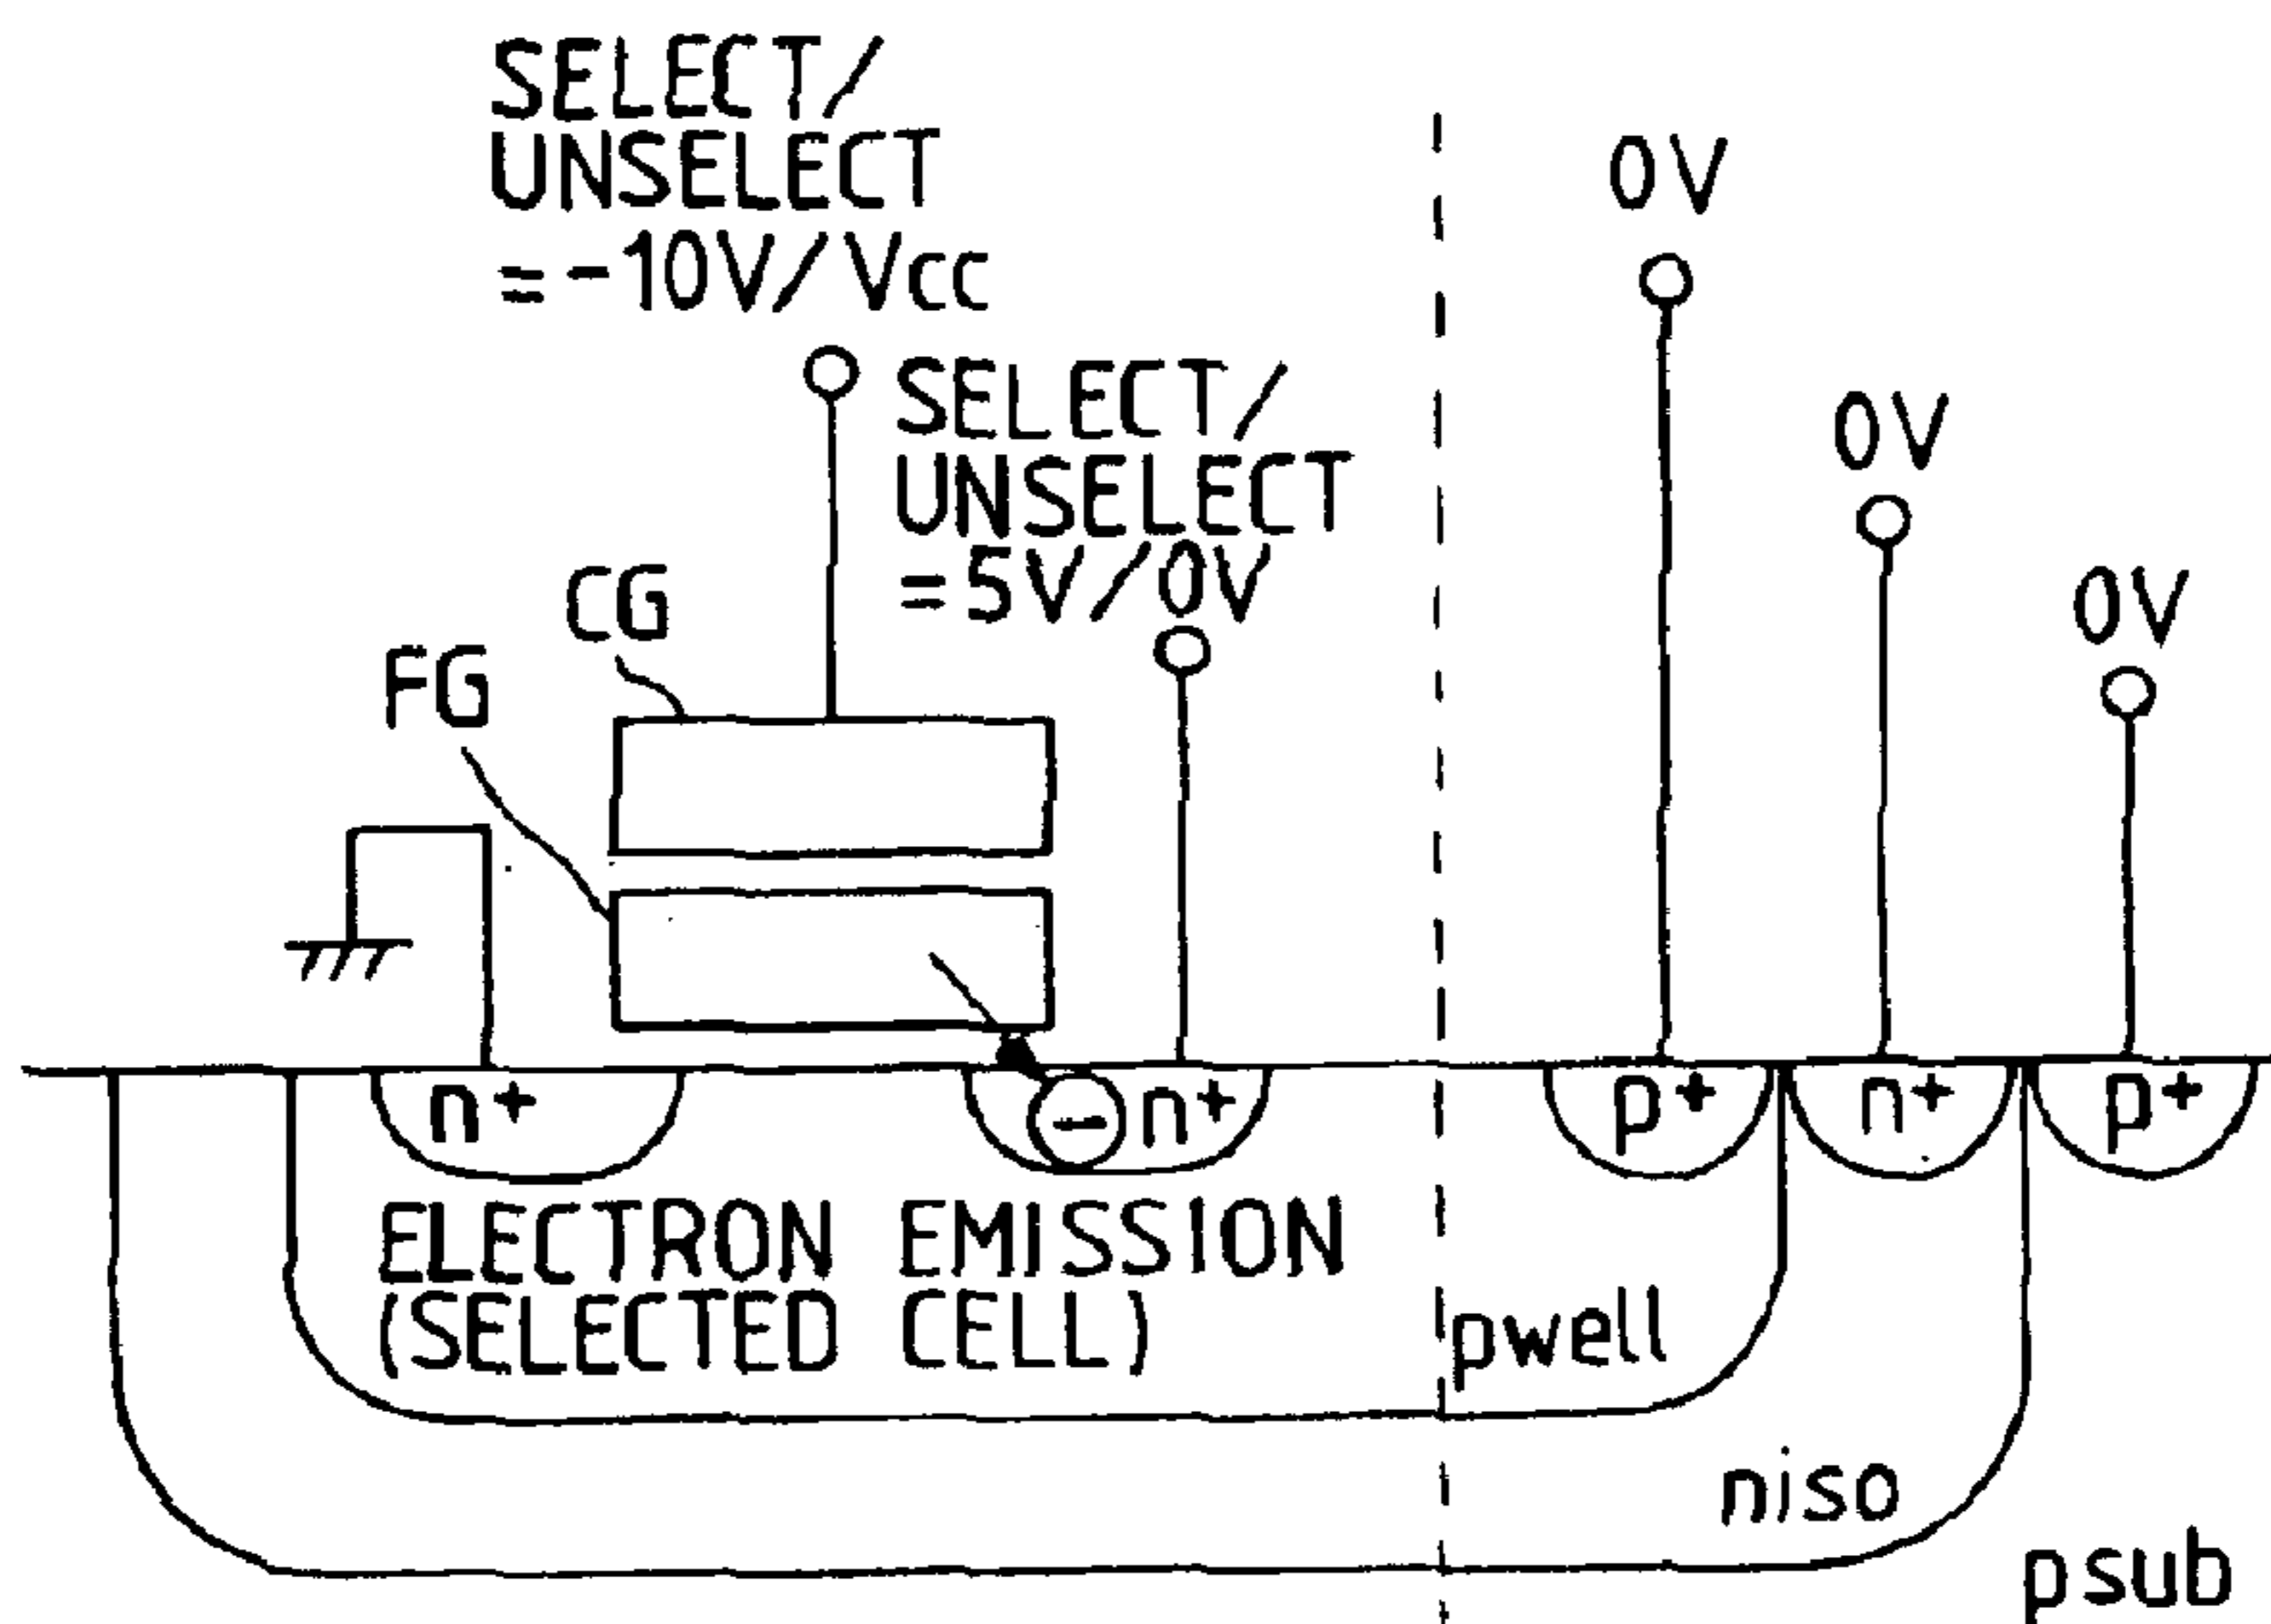 SELECT/
UNSELECT
=-10V/Vcc
0V
SELECT/
UNSELECT
=5V/0V
0V
0V
CG
FG
n+
− n+
p+
n+
p+
ELECTRON EMISSION
(SELECTED CELL)
pwell
niso
psub